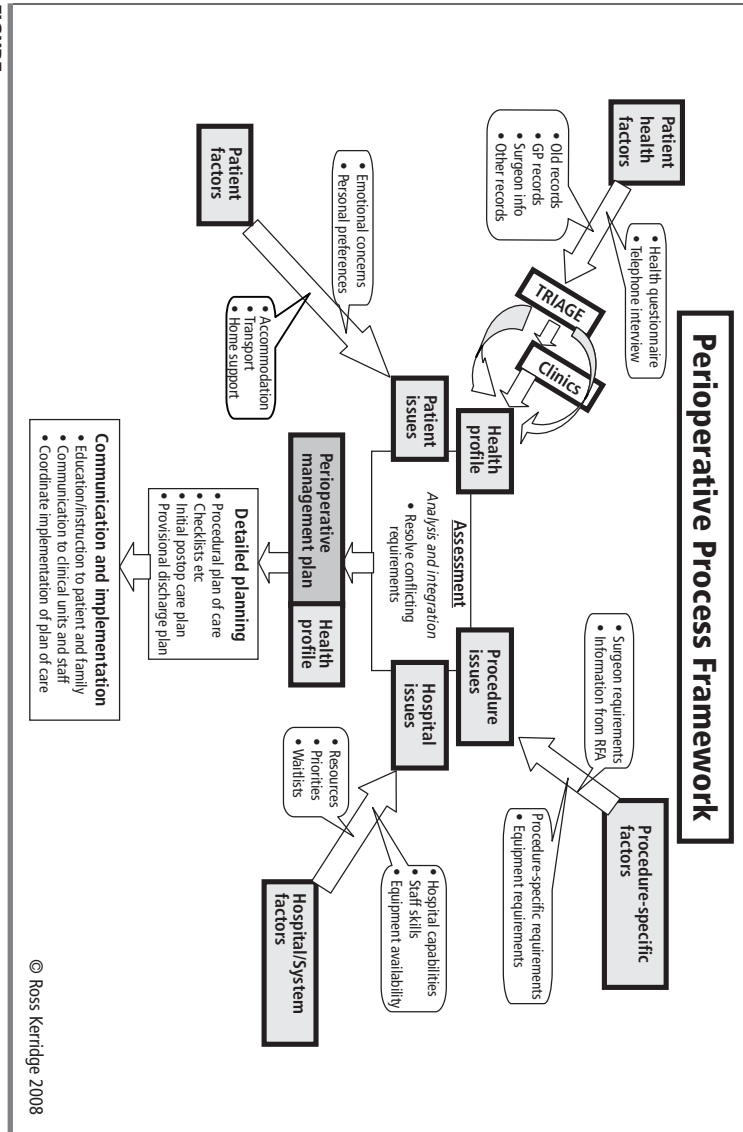 Perioperative Process Framework
Patient
health
factors
• Health questionnaire
• Telephone interview
• Old records
• GP records
• Surgeon info
• Other records
TRIAGE
Clinics
Health
profile
Procedure-specific
factors
• Surgeon requirements
• Information from RFA
Procedure-specific requirements
• Equipment requirements
Procedure
issues
Assessment
Analysis and integration
• Resolve conflicting
requirements
Patient
issues
Hospital
issues
Patient
factors
• Emotional concerns
• Personal preferences
• Accommodation
• Transport
• Home support
Perioperative
management plan
Health
profile
• Resources
• Priorities
• Waitlists
• Hospital capabilities
• Staff skills
• Equipment availability
Hospital/System
factors
Detailed planning
• Procedural plan of care
• Checklists etc
• Initial postop care plan
• Provisional discharge plan
Communication and implementation
• Education/instruction to patient and family
• Communication to clinical units and staff
• Coordinate implementation of plan of care
© Ross Kerridge 2008